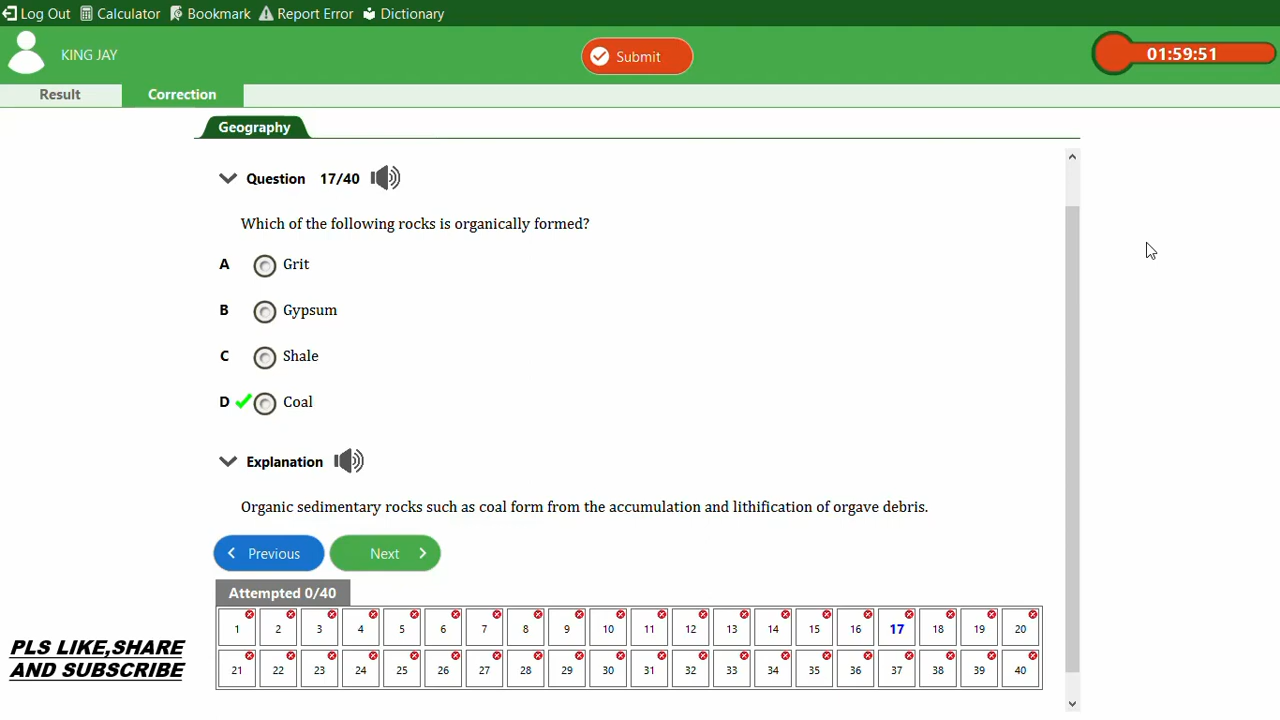 Log Out Calculator Bookmark Report Error Dictionary
KING JAY
Submit
01:59:51
Result Correction
Geography
Question 17/40
Which of the following rocks is organically formed?
A Grit
B Gypsum
C Shale
D Coal
Explanation
Organic sedimentary rocks such as coal form from the accumulation and lithification of orgave debris.
Previous Next
Attempted 0/40
1 2 3 4 5 6 7 8 9 10 11 12 13 14 15 16 17 18 19 20
21 22 23 24 25 26 27 28 29 30 31 32 33 34 35 36 37 38 39 40
PLS LIKE,SHARE
AND SUBSCRIBE